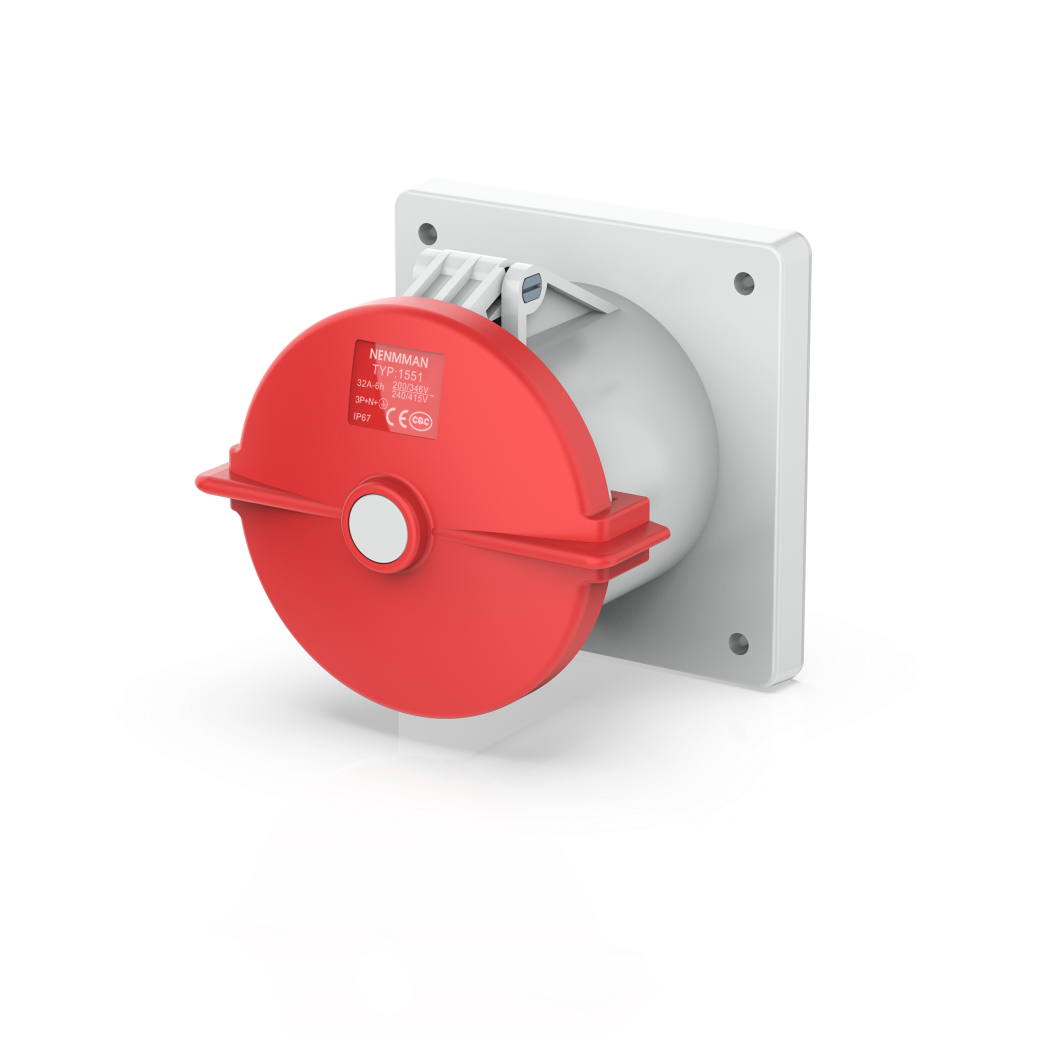 NENMMAN
TYP:1551
32A-6h 200/346V~
240/415V
3P+N+⏚
IP67 CE CQC